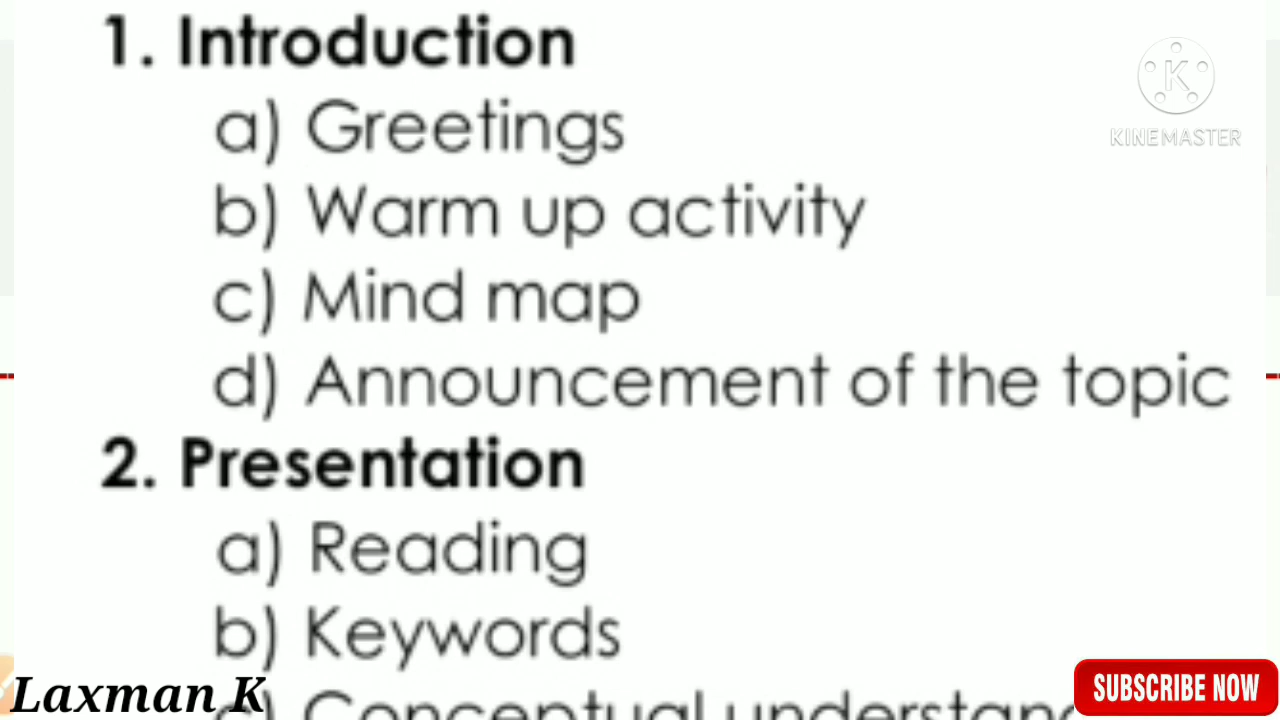 1. Introduction
a) Greetings
b) Warm up activity
c) Mind map
d) Announcement of the topic
2. Presentation
a) Reading
b) Keywords
Conceptual
KINEMASTER
Laxman K
SUBSCRIBE NOW